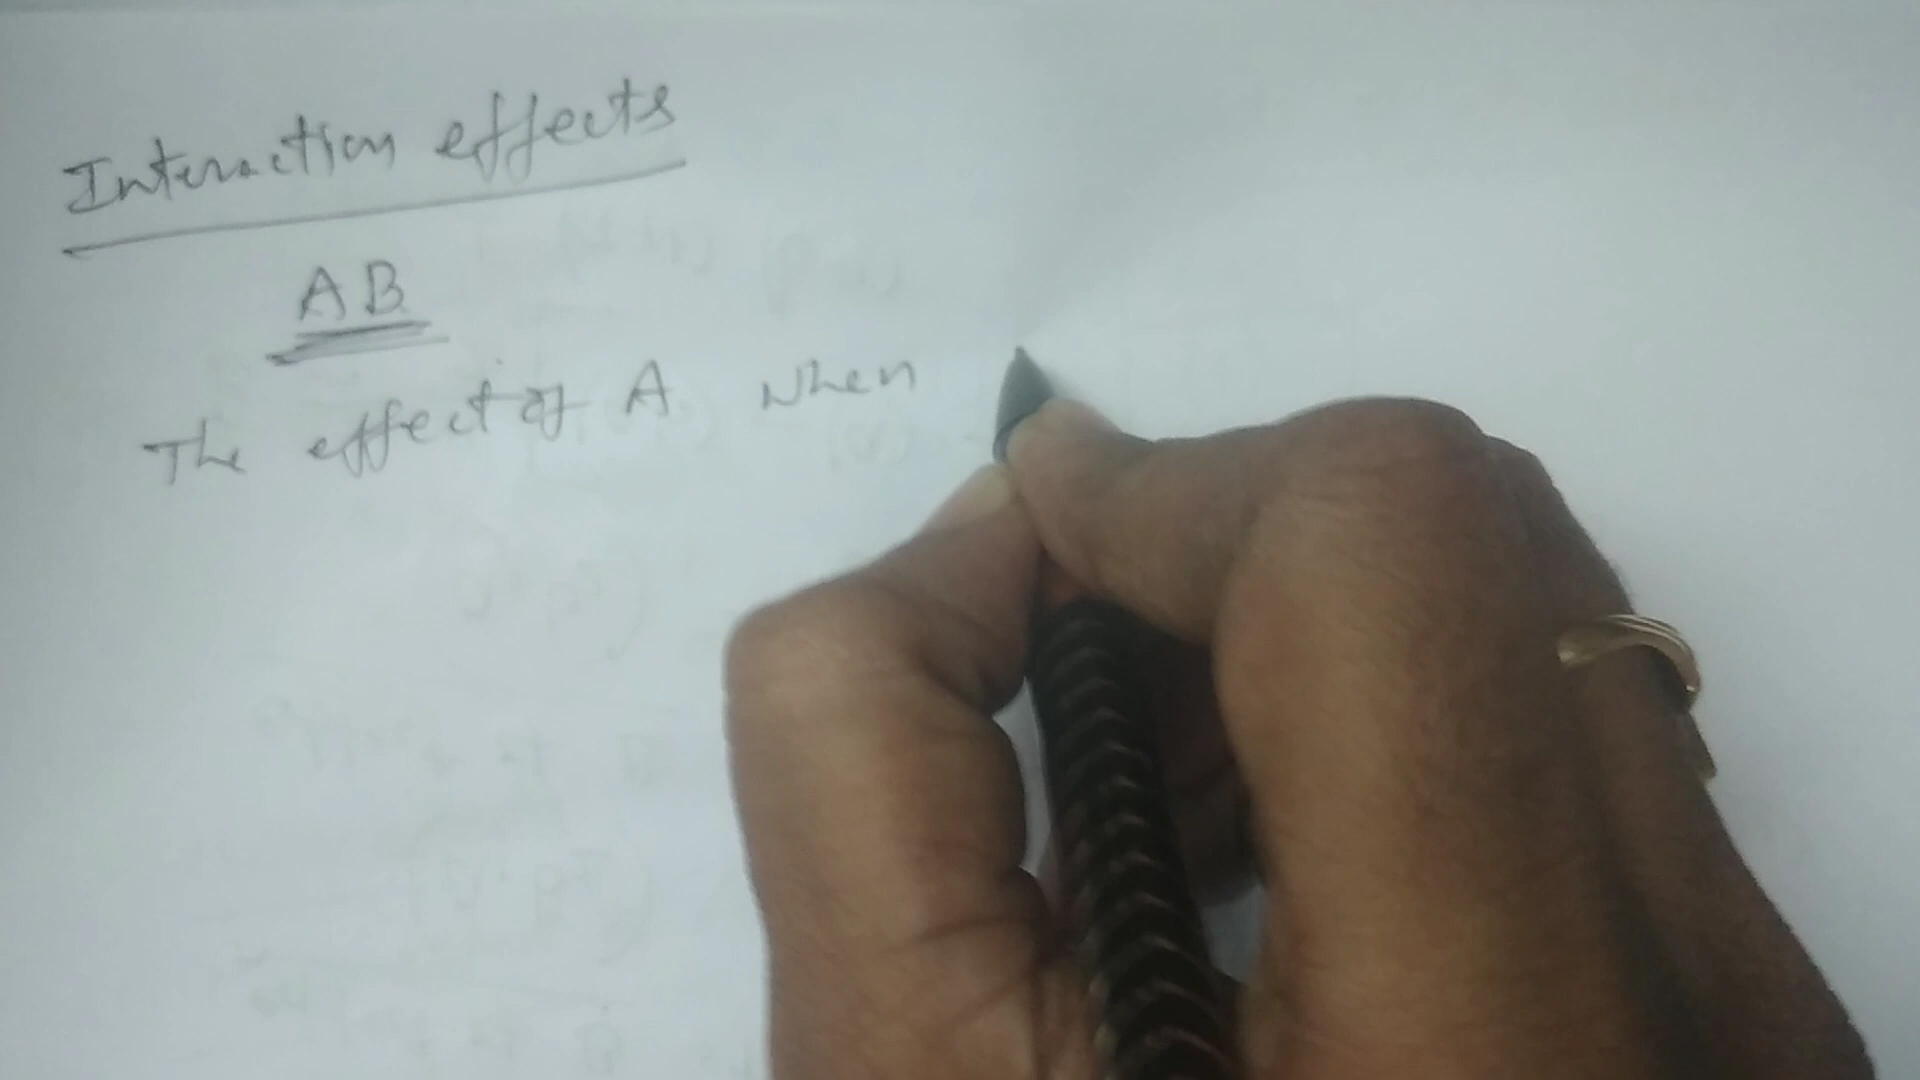 Interaction effects
AB
The effect of A when